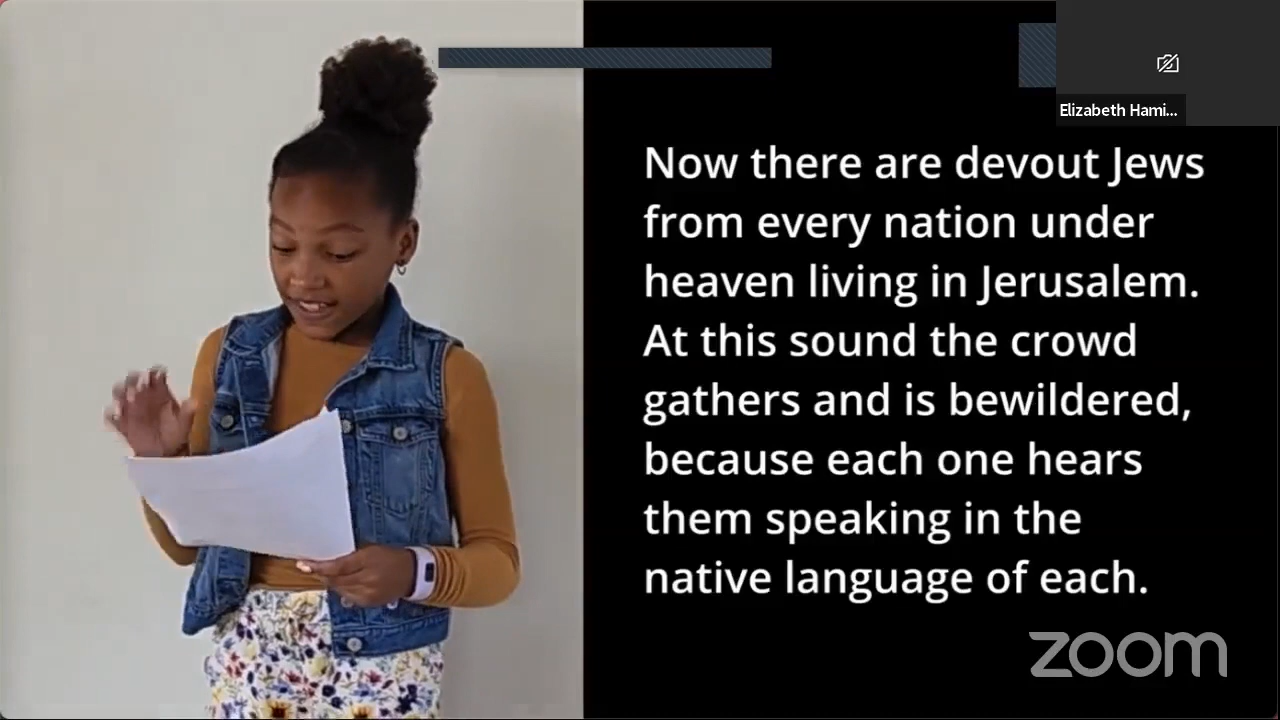 Elizabeth Hami...
Now there are devout Jews
from every nation under
heaven living in Jerusalem.
At this sound the crowd
gathers and is bewildered,
because each one hears
them speaking in the
native language of each.
zoom